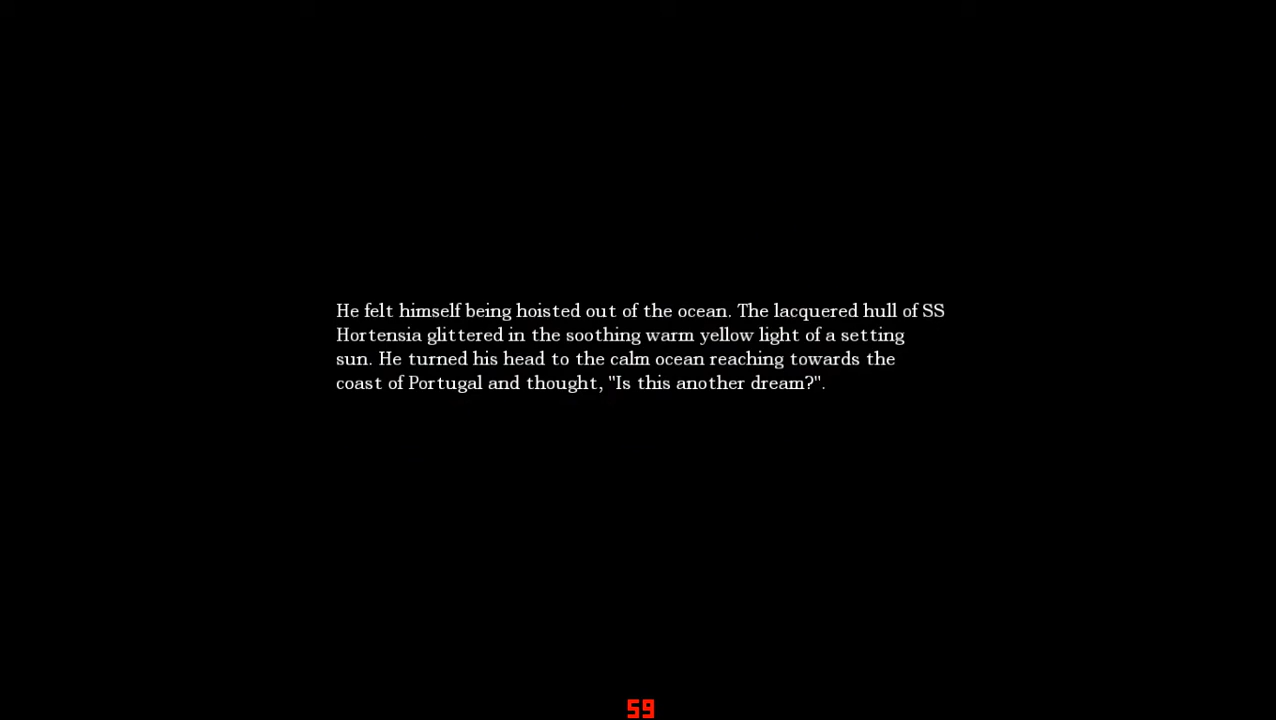 He felt himself being hoisted out of the ocean. The lacquered hull of SS
Hortensia glittered in the soothing warm yellow light of a setting
sun. He turned his head to the calm ocean reaching towards the
coast of Portugal and thought, "Is this another dream?".
59